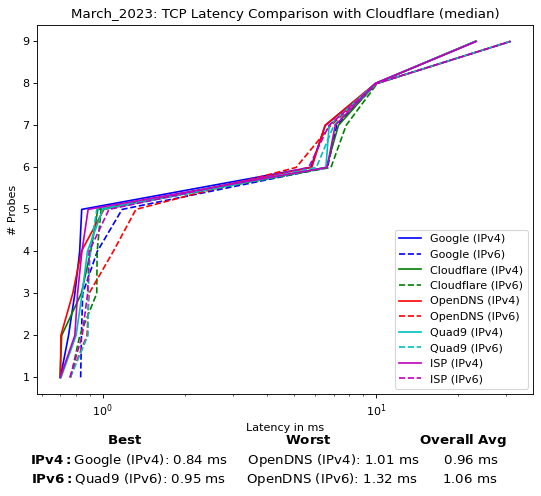 March_2023: TCP Latency Comparison with Cloudflare (median)
# Probes
9
8
7
6
5
4
3
2
1
Google (IPv4)
Google (IPv6)
Cloudflare (IPv4)
Cloudflare (IPv6)
OpenDNS (IPv4)
OpenDNS (IPv6)
Quad9 (IPv4)
Quad9 (IPv6)
ISP (IPv4)
ISP (IPv6)
10⁰ 10¹
Latency in ms
Best Worst Overall Avg
IPv4: Google (IPv4): 0.84 ms OpenDNS (IPv4): 1.01 ms 0.96 ms
IPv6: Quad9 (IPv6): 0.95 ms OpenDNS (IPv6): 1.32 ms 1.06 ms